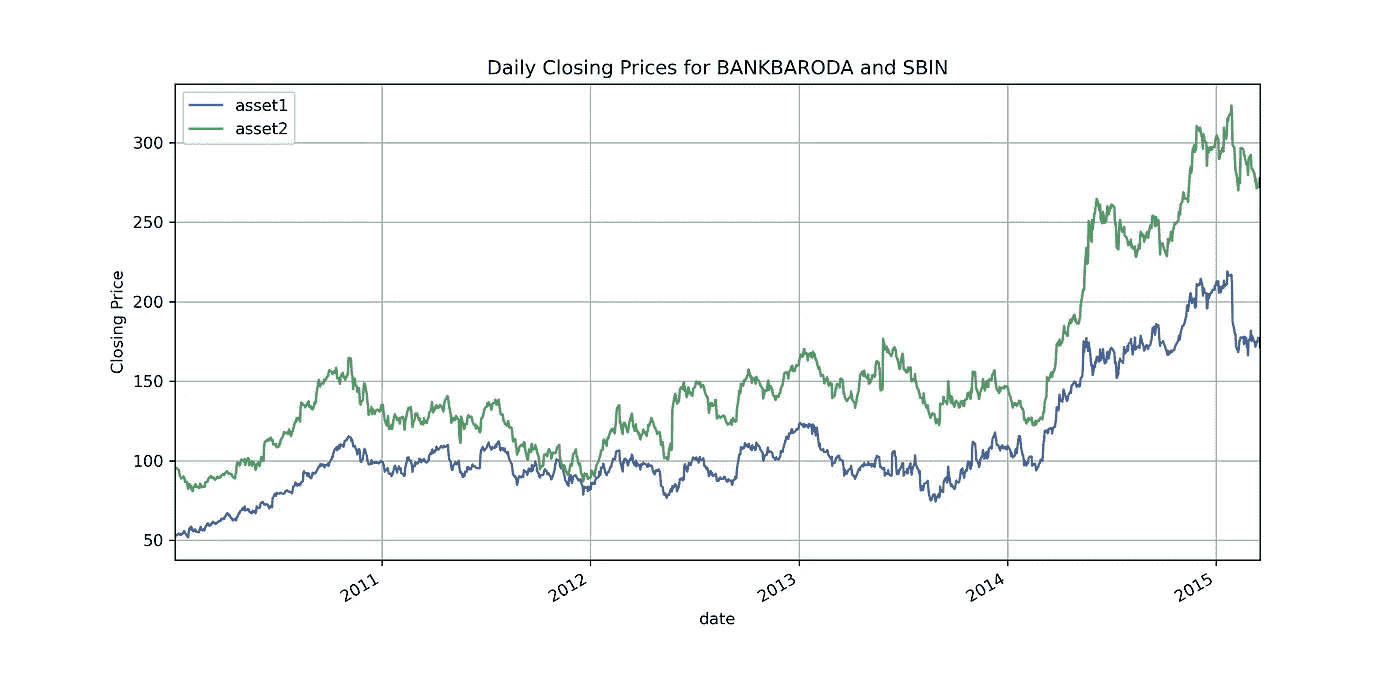 Daily Closing Prices for BANKBARODA and SBIN
asset1
asset2
300
250
200
150
100
50
Closing Price
2011
2012
2013
2014
2015
date